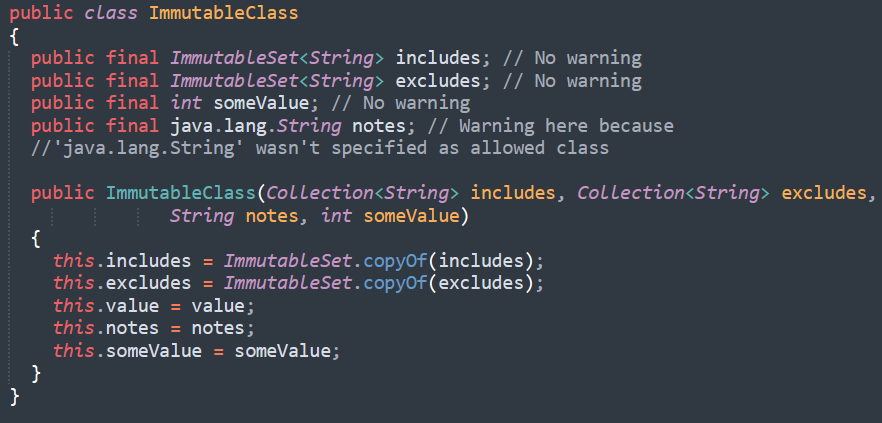 public class ImmutableClass
{
public final ImmutableSet<String> includes; // No warning
public final ImmutableSet<String> excludes; // No warning
public final int someValue; // No warning
public final java.lang.String notes; // Warning here because
//'java.lang.String' wasn't specified as allowed class
public ImmutableClass(Collection<String> includes, Collection<String> excludes,
String notes, int someValue)
{
this.includes = ImmutableSet.copyOf(includes);
this.excludes = ImmutableSet.copyOf(excludes);
this.value = value;
this.notes = notes;
this.someValue = someValue;
}
}